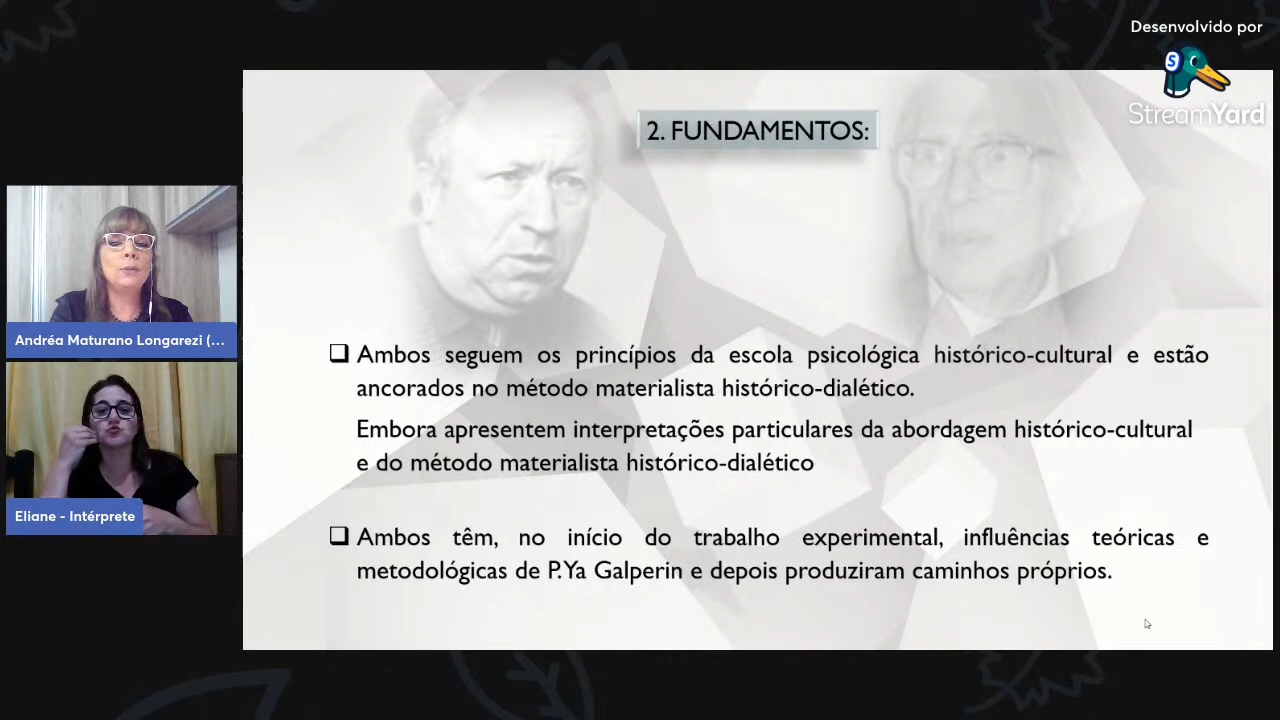 Desenvolvido por
StreamYard
2. FUNDAMENTOS:
Andréa Maturano Longarezi (...
Eliane - Intérprete
❑ Ambos seguem os princípios da escola psicológica histórico-cultural e estão
ancorados no método materialista histórico-dialético.
Embora apresentem interpretações particulares da abordagem histórico-cultural
e do método materialista histórico-dialético
❑ Ambos têm, no início do trabalho experimental, influências teóricas e
metodológicas de P.Ya Galperin e depois produziram caminhos próprios.